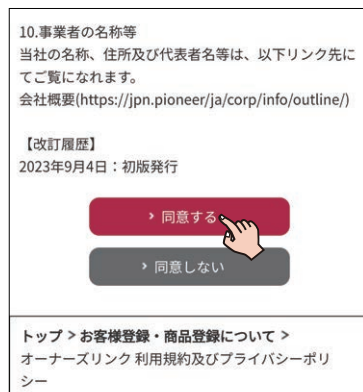 10.事業者の名称等
当社の名称、住所及び代表者名等は、以下リンク先に
てご覧になれます。
会社概要(https://jpn.pioneer/ja/corp/info/outline/)
【改訂履歴】
2023年9月4日：初版発行
› 同意する
› 同意しない
トップ > お客様登録・商品登録について >
オーナーズリンク 利用規約及びプライバシーポリ
シー